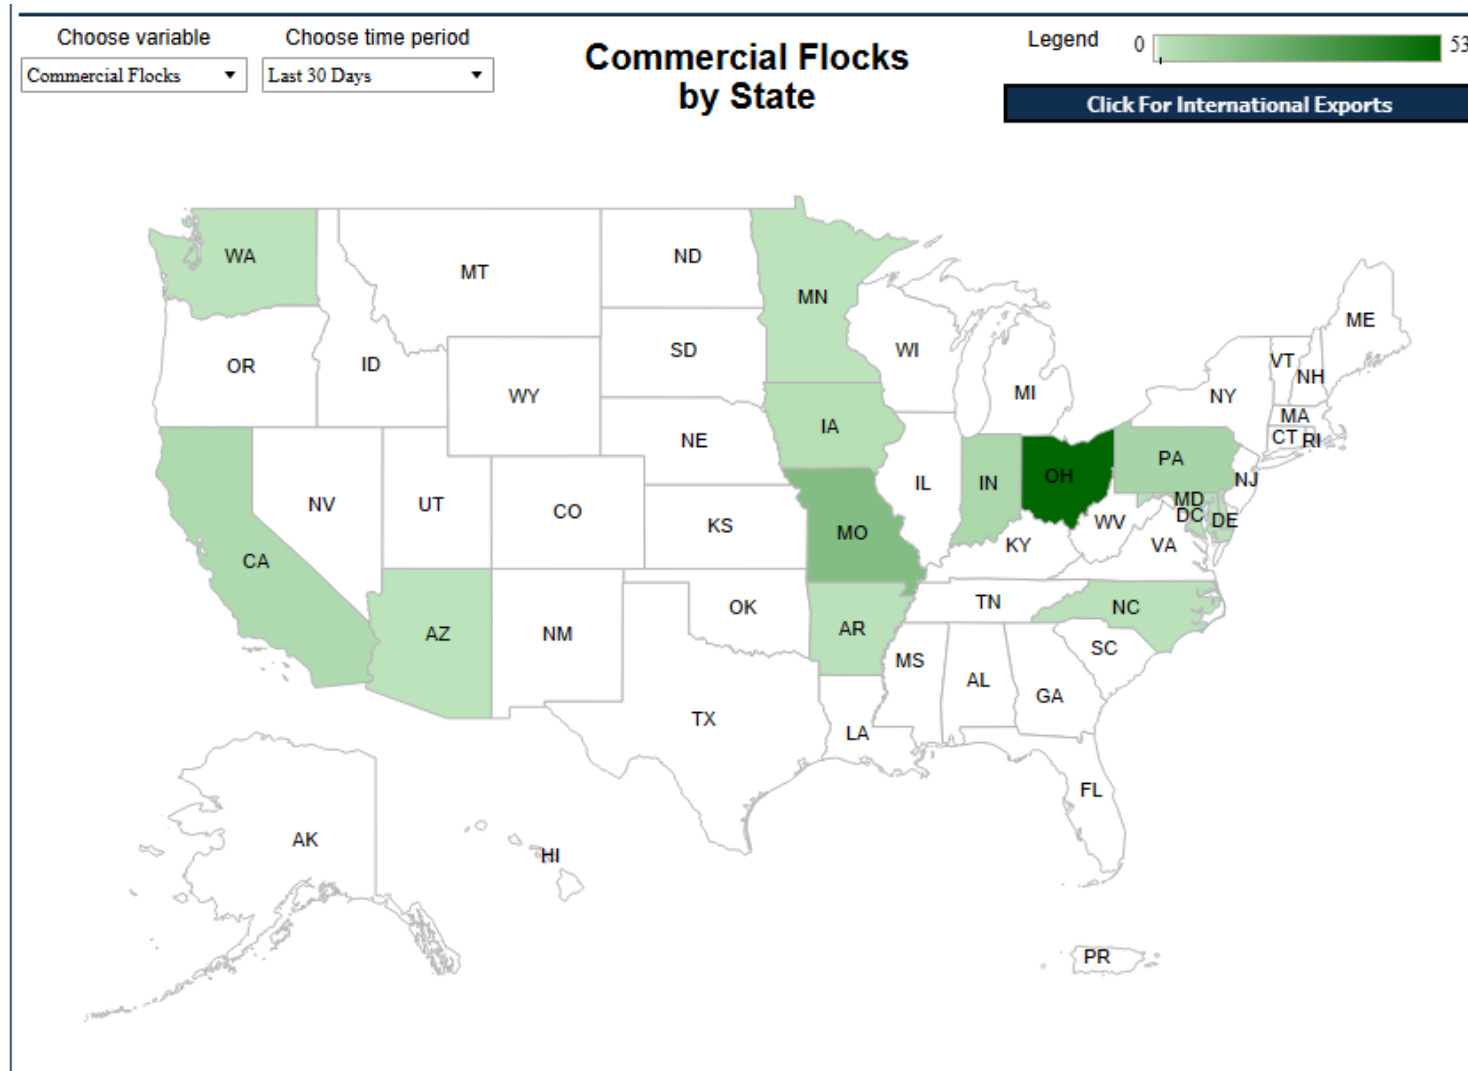 Choose variable
Choose time period
Commercial Flocks
by State
Legend
0
53
Commercial Flocks
Last 30 Days
Click For International Exports
WA
MT
ND
MN
ME
OR
ID
SD
WI
VT
NH
WY
MI
NY
MA
IA
CT
RI
NE
PA
OH
NJ
NV
UT
CO
IL
IN
MD
DC
DE
KS
MO
WV
CA
KY
VA
AZ
NM
OK
AR
TN
NC
MS
AL
SC
GA
TX
LA
FL
AK
HI
PR